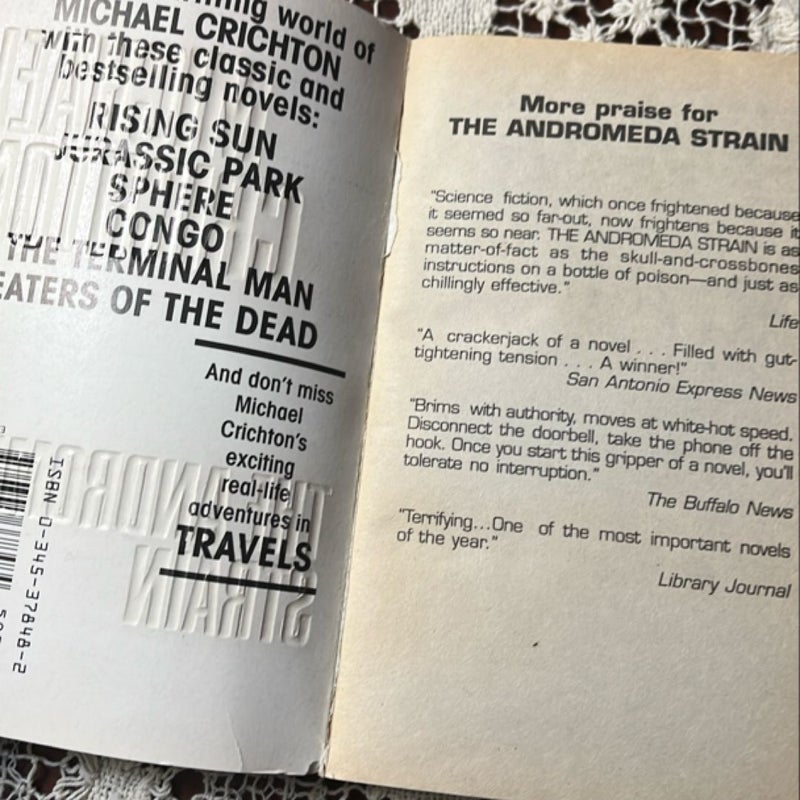 world of
MICHAEL CRICHTON
with these classic and
bestselling novels:
RISING SUN
JURASSIC PARK
SPHERE
CONGO
THE TERMINAL MAN
EATERS OF THE DEAD
And don't miss
Michael
Crichton's
exciting
real-life
adventures in
TRAVELS
ISBN 0-345-37848-2
More praise for
THE ANDROMEDA STRAIN
"Science fiction, which once frightened because
it seemed so far-out, now frightens because it
seems so near. THE ANDROMEDA STRAIN is as
matter-of-fact as the skull-and-crossbones
instructions on a bottle of poison—and just as
chillingly effective."
Life
"A crackerjack of a novel . . . Filled with gut-
tightening tension . . . A winner!"
San Antonio Express News
"Brims with authority, moves at white-hot speed.
Disconnect the doorbell, take the phone off the
hook. Once you start this gripper of a novel, you'll
tolerate no interruption."
The Buffalo News
"Terrifying...One of the most important novels
of the year."
Library Journal